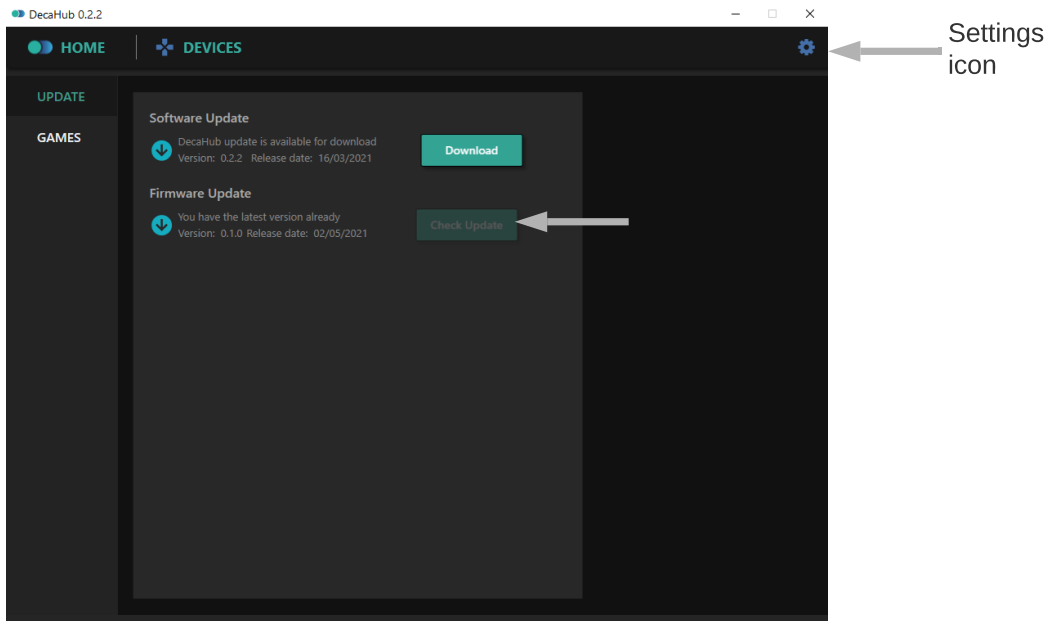 DecaHub 0.2.2
HOME
DEVICES
Settings
icon
UPDATE
GAMES
Software Update
DecaHub update is available for download
Version: 0.2.2 Release date: 16/03/2021
Download
Firmware Update
You have the latest version already
Version: 0.1.0 Release date: 02/05/2021
Check Update